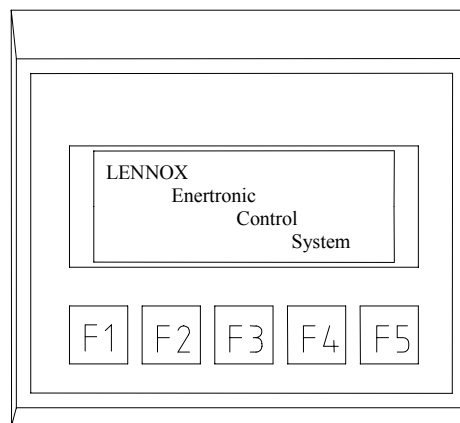 LENNOX
Enertronic
Control
System
F1 F2 F3 F4 F5